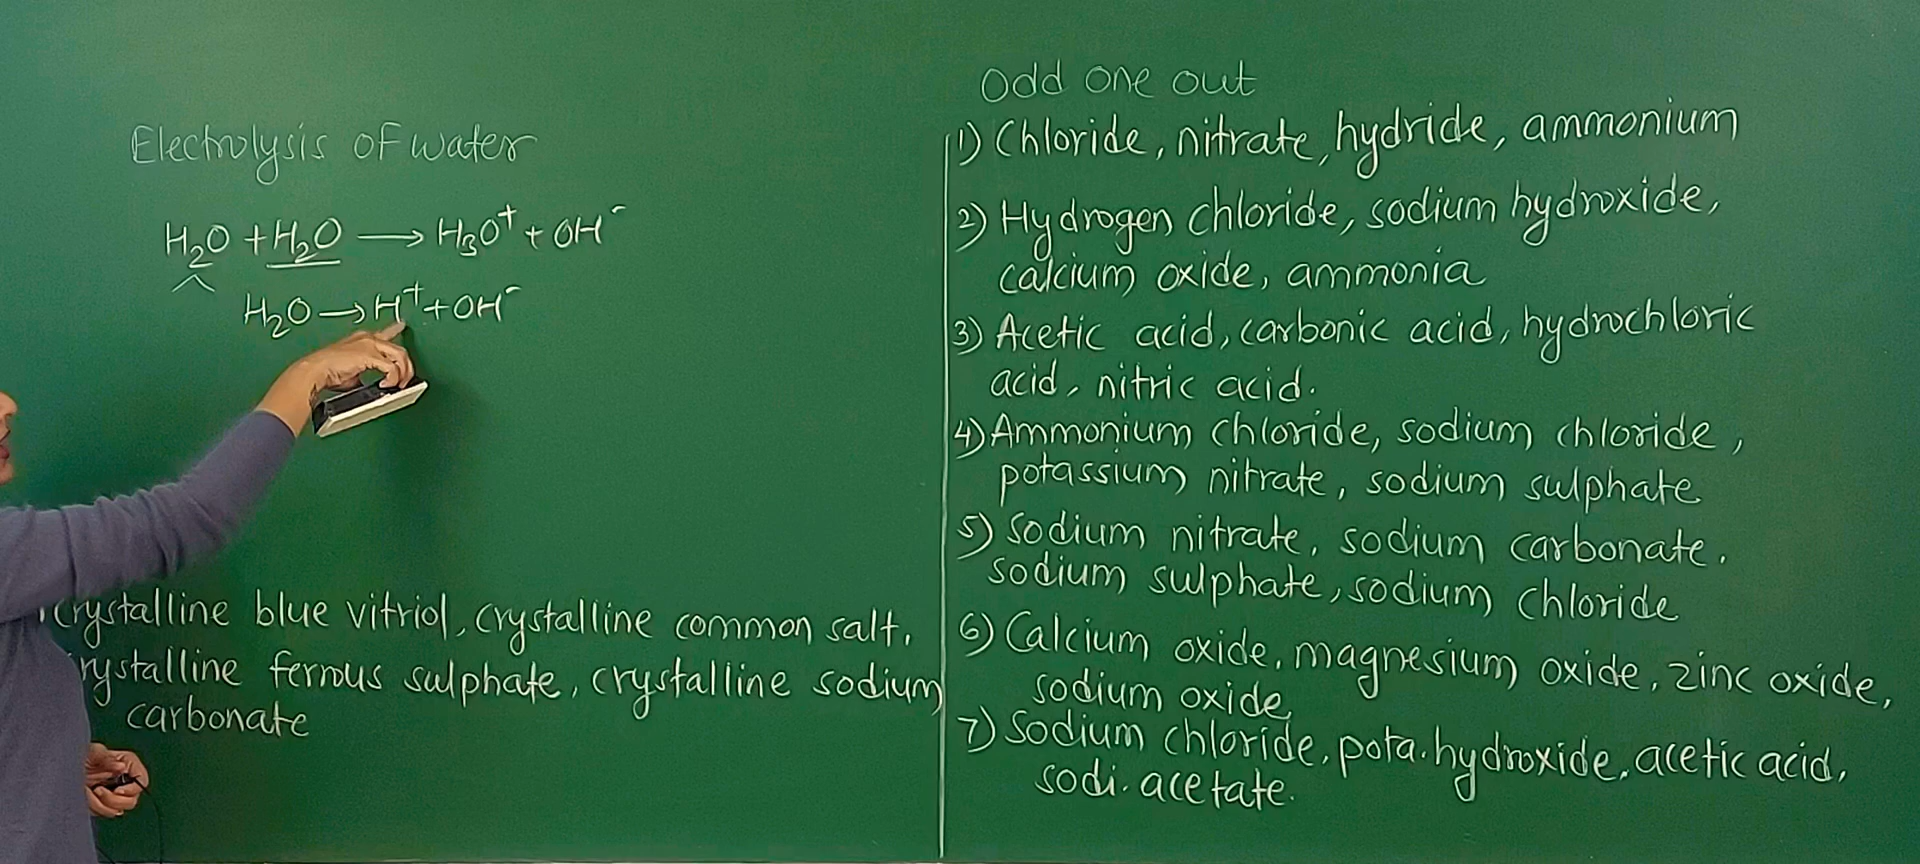 Electrolysis of water
H₂O + H₂O → H₃O⁺ + OH⁻
H₂O → H⁺ + OH⁻
crystalline blue vitriol, crystalline common salt,
rystalline ferrous sulphate, crystalline sodium
carbonate
Odd one out
1) Chloride, nitrate, hydride, ammonium
2) Hydrogen chloride, sodium hydroxide,
calcium oxide, ammonia
3) Acetic acid, carbonic acid, hydrochloric
acid, nitric acid.
4) Ammonium chloride, sodium chloride,
potassium nitrate, sodium sulphate
5) Sodium nitrate, sodium carbonate.
sodium sulphate, sodium chloride
6) Calcium oxide, magnesium oxide, zinc oxide,
sodium oxide,
7) Sodium chloride, pota. hydroxide, acetic acid,
sodi. acetate.